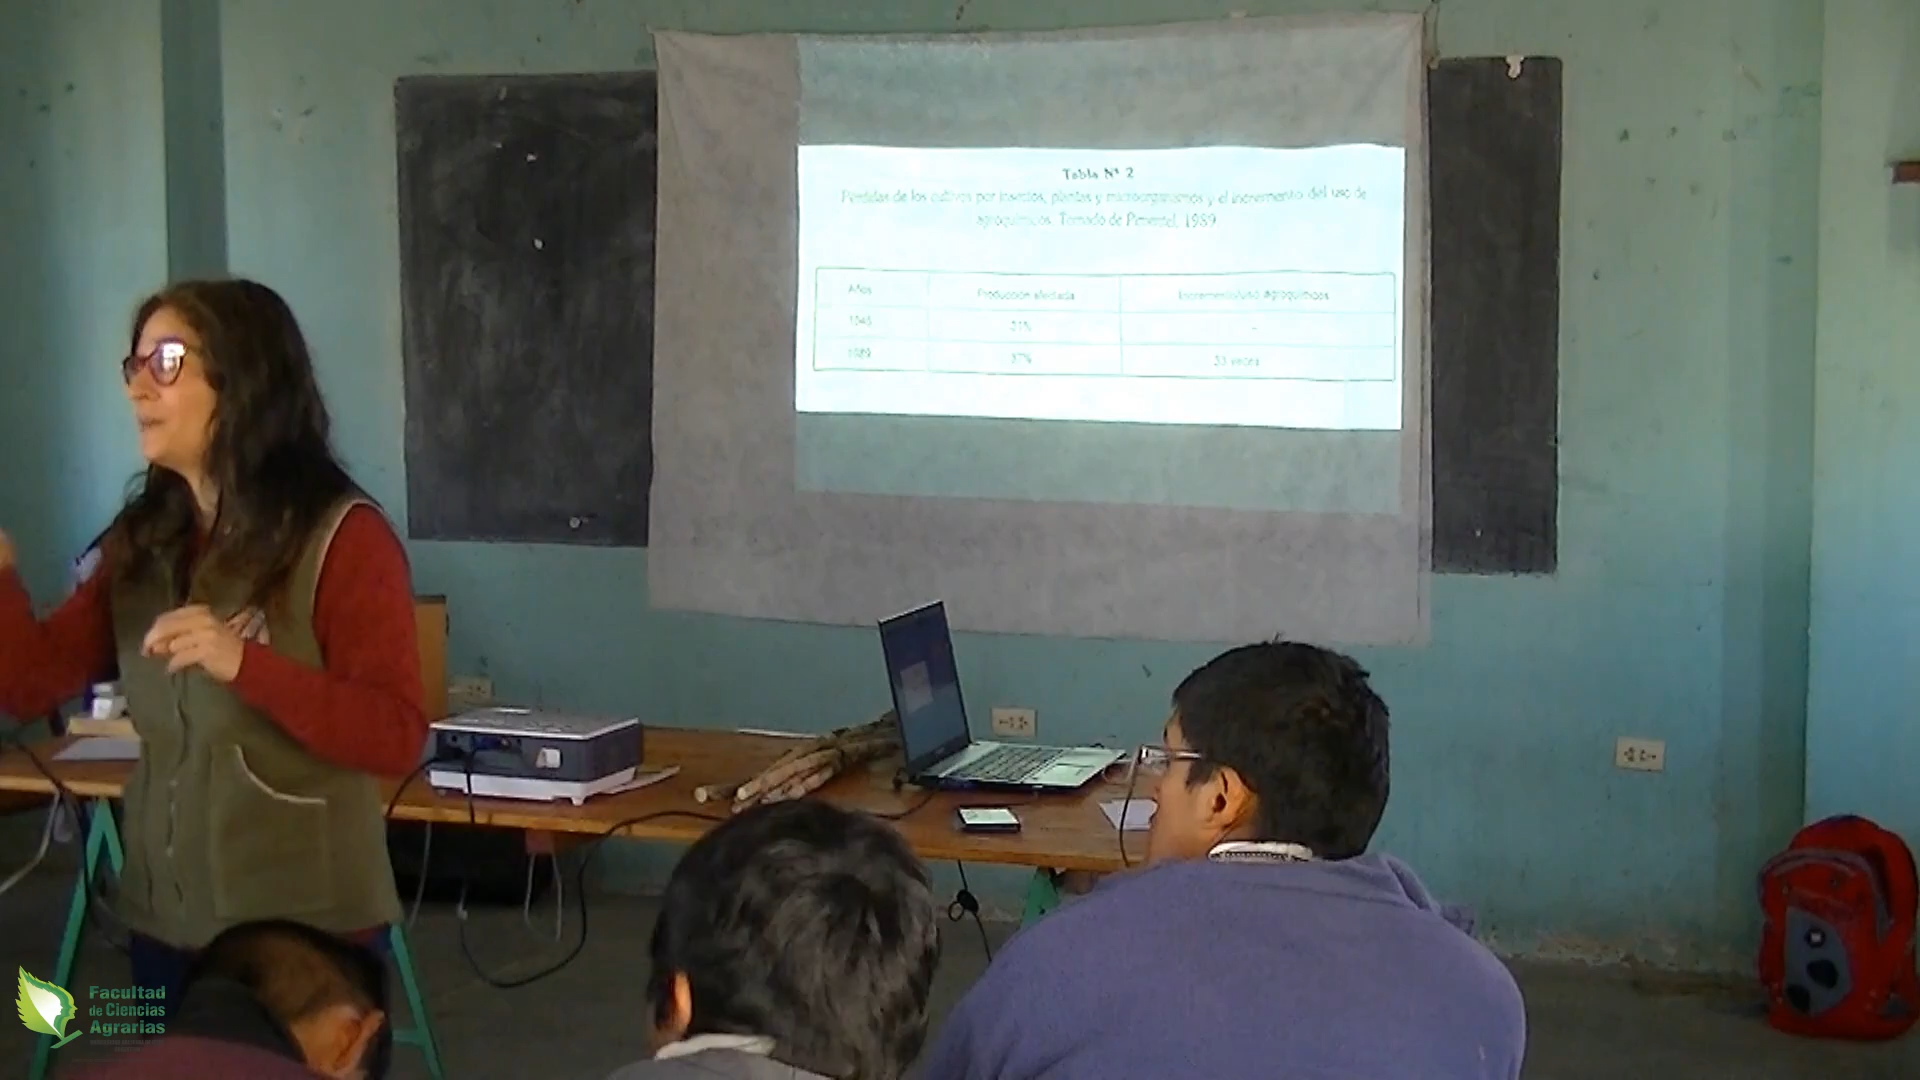 Tabla Nº 2
Pérdidas de los cultivos por insectos, plantas y microorganismos y el incremento del uso de
agroquímicos. Tomado de Pimentel, 1989
Años Producción afectada Incremento/uso agroquímicos
1945 31% -
1989 37% 33 veces
Facultad
de Ciencias
Agrarias